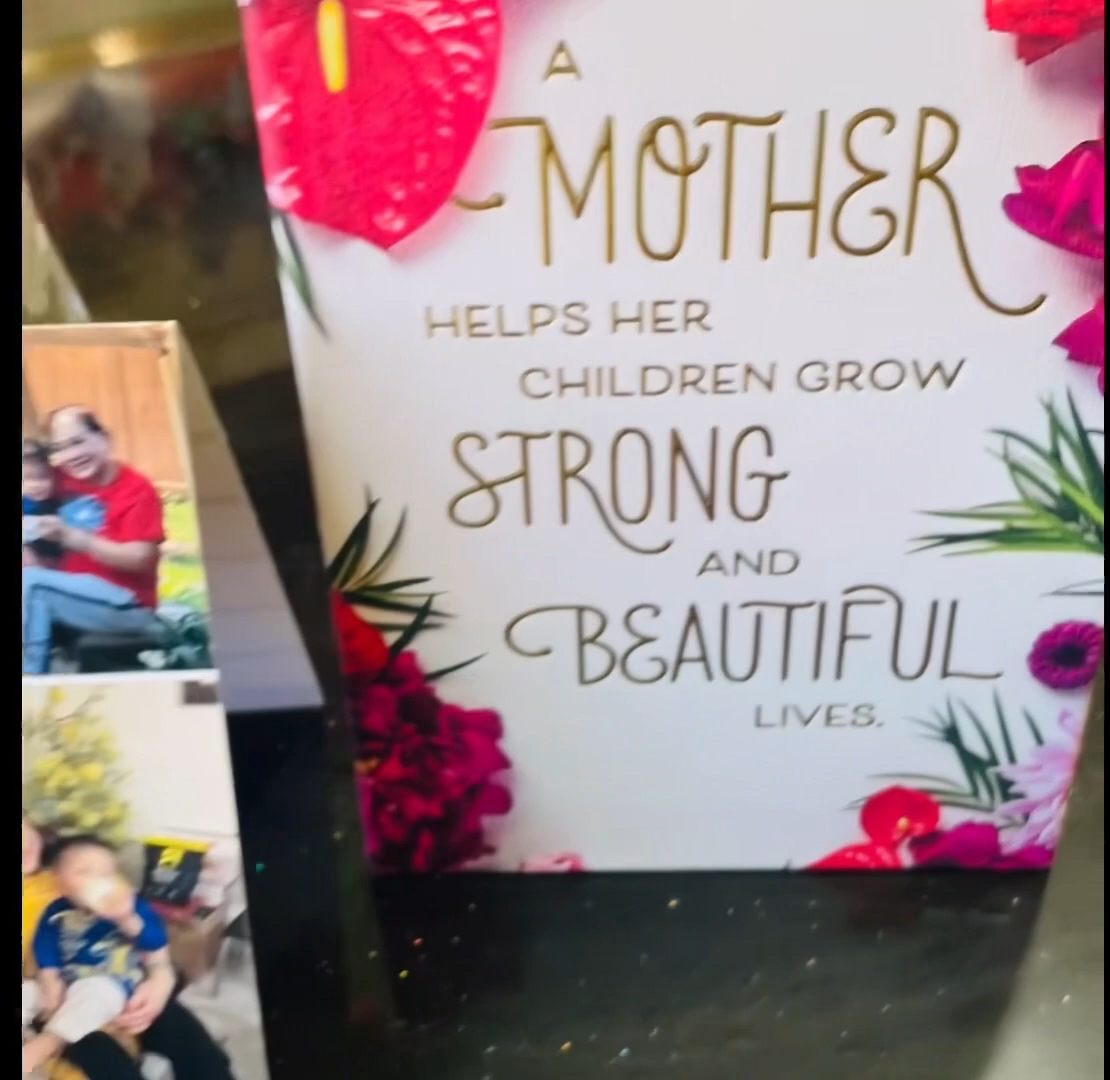 A
MOTHER
HELPS HER
CHILDREN GROW
STRONG
AND
BEAUTIFUL
LIVES.